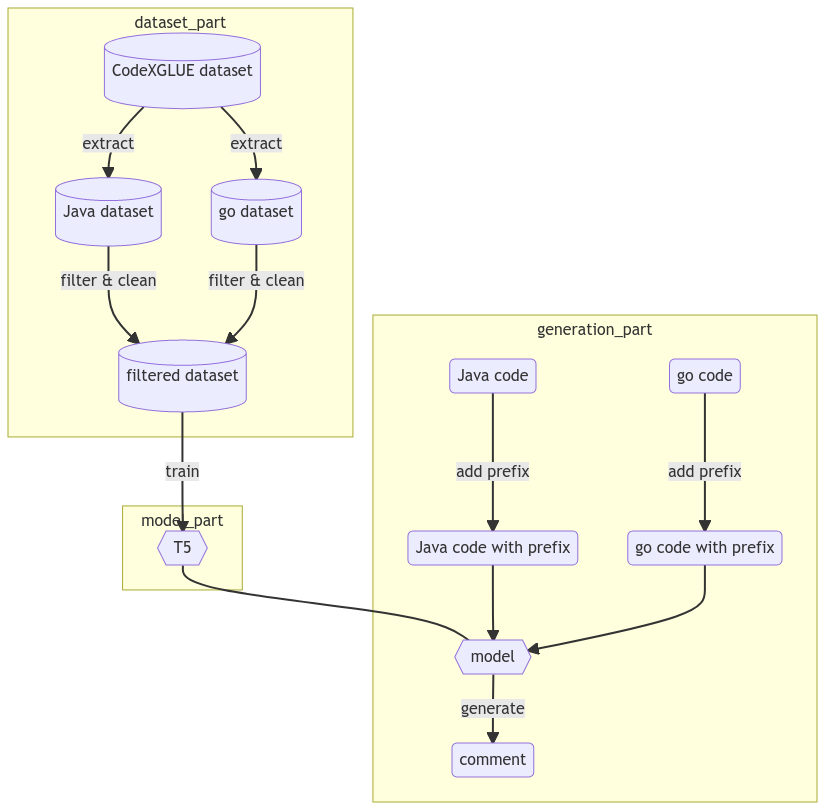 dataset_part
CodeXGLUE dataset
extract
extract
Java dataset
go dataset
filter & clean
filter & clean
filtered dataset
train
model_part
T5
generation_part
Java code
go code
add prefix
add prefix
Java code with prefix
go code with prefix
model
generate
comment